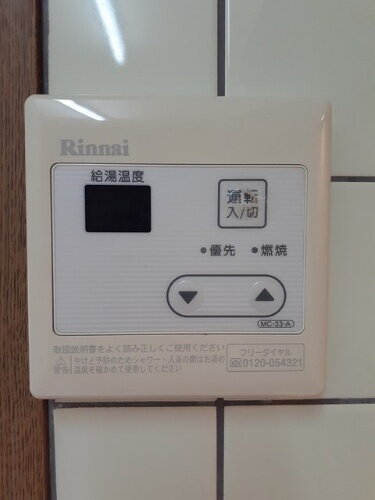 Rinnai
給湯温度
運転
入/切
優先 燃焼
MC-33-A
取扱説明書をよく読み正しくご使用ください
警告 やけど予防のためシャワー・入浴の際はお湯の
温度を確かめて使用してください
フリーダイヤル
0120-054321